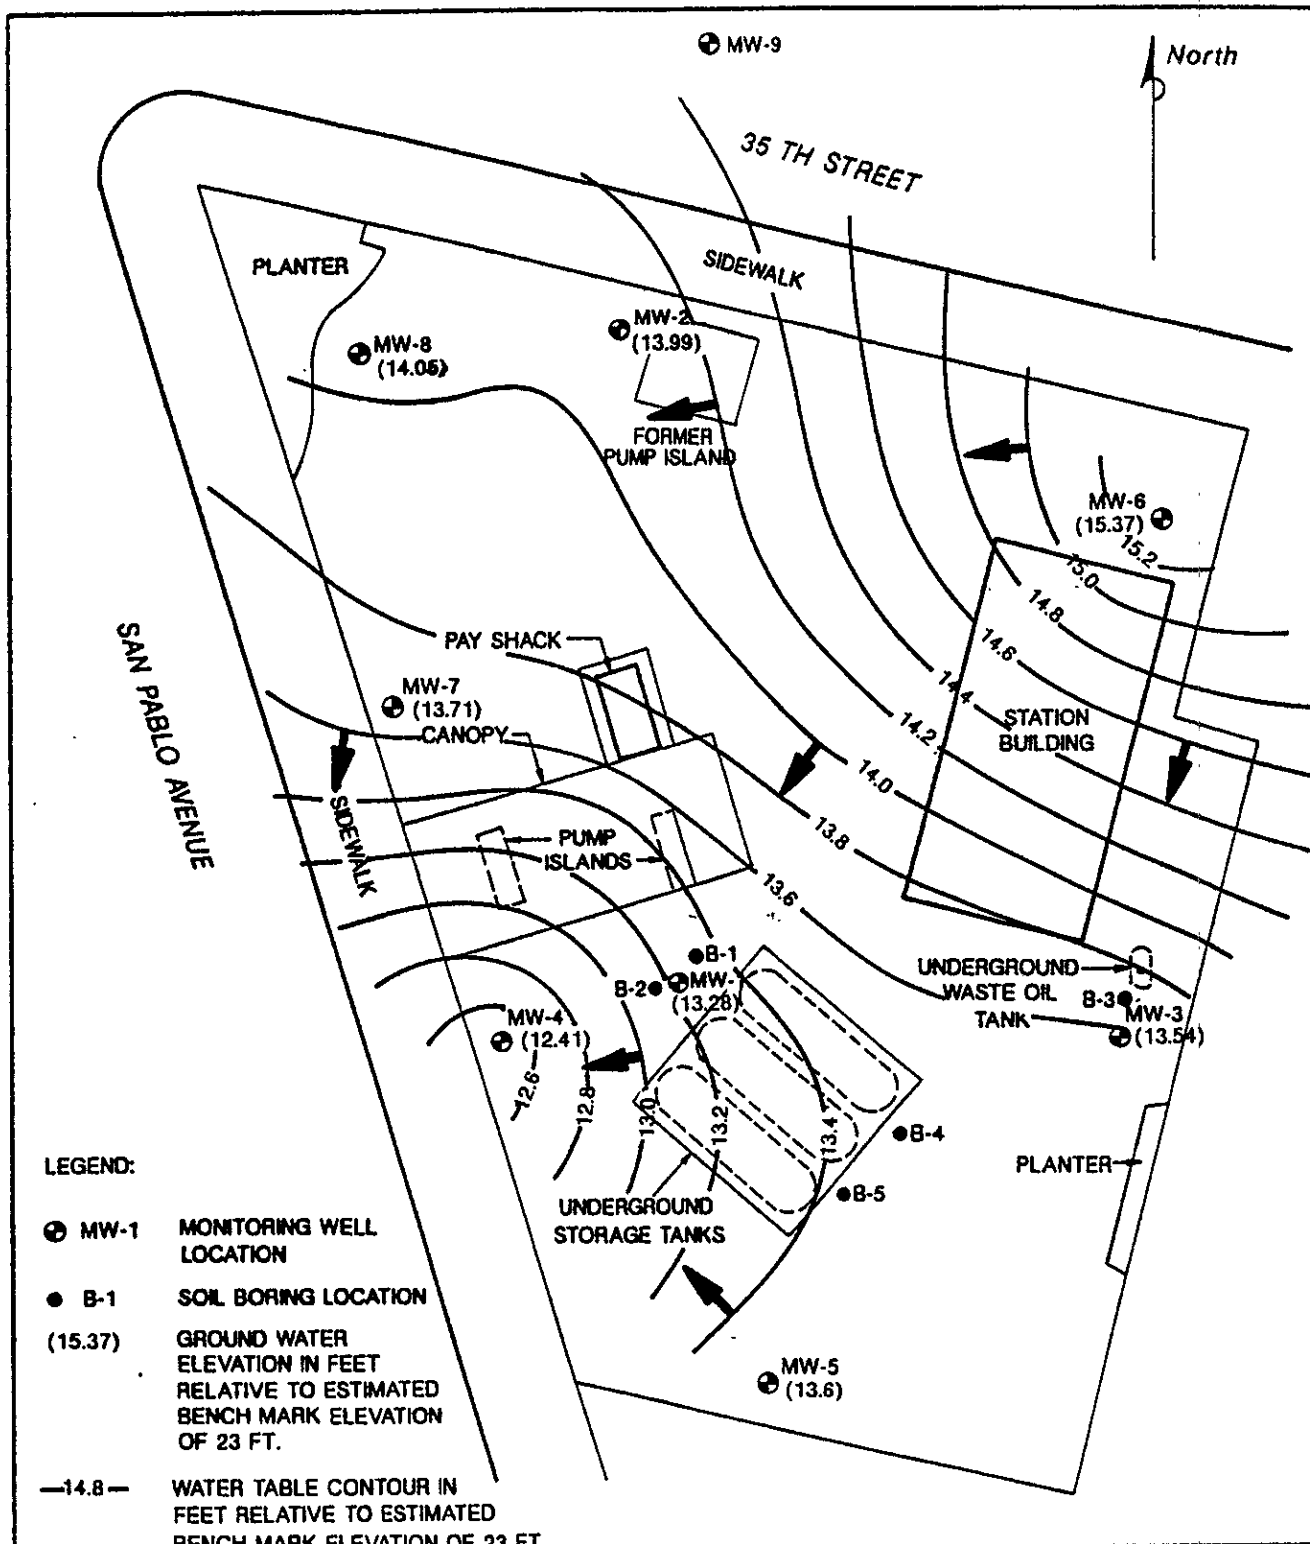 MW-9
North
35 TH STREET
SIDEWALK
PLANTER
MW-8
(14.05)
MW-2
(13.99)
FORMER
PUMP ISLAND
MW-6
(15.37)
15.2
15.0
14.8
14.6
14.4
14.2
14.0
13.8
13.6
STATION
BUILDING
PAY SHACK
MW-7
(13.71)
CANOPY
SAN PABLO AVENUE
SIDEWALK
PUMP
ISLANDS
B-1
B-2
MW-
(13.28)
UNDERGROUND
WASTE OIL
TANK
B-3
MW-3
(13.54)
MW-4
(12.41)
12.6
12.8
13.0
13.2
13.4
B-4
B-5
PLANTER
UNDERGROUND
STORAGE TANKS
MW-5
(13.6)
LEGEND:
MW-1 MONITORING WELL
LOCATION
B-1 SOIL BORING LOCATION
(15.37) GROUND WATER
ELEVATION IN FEET
RELATIVE TO ESTIMATED
BENCH MARK ELEVATION
OF 23 FT.
—14.8— WATER TABLE CONTOUR IN
FEET RELATIVE TO ESTIMATED
BENCH MARK ELEVATION OF 23 FT